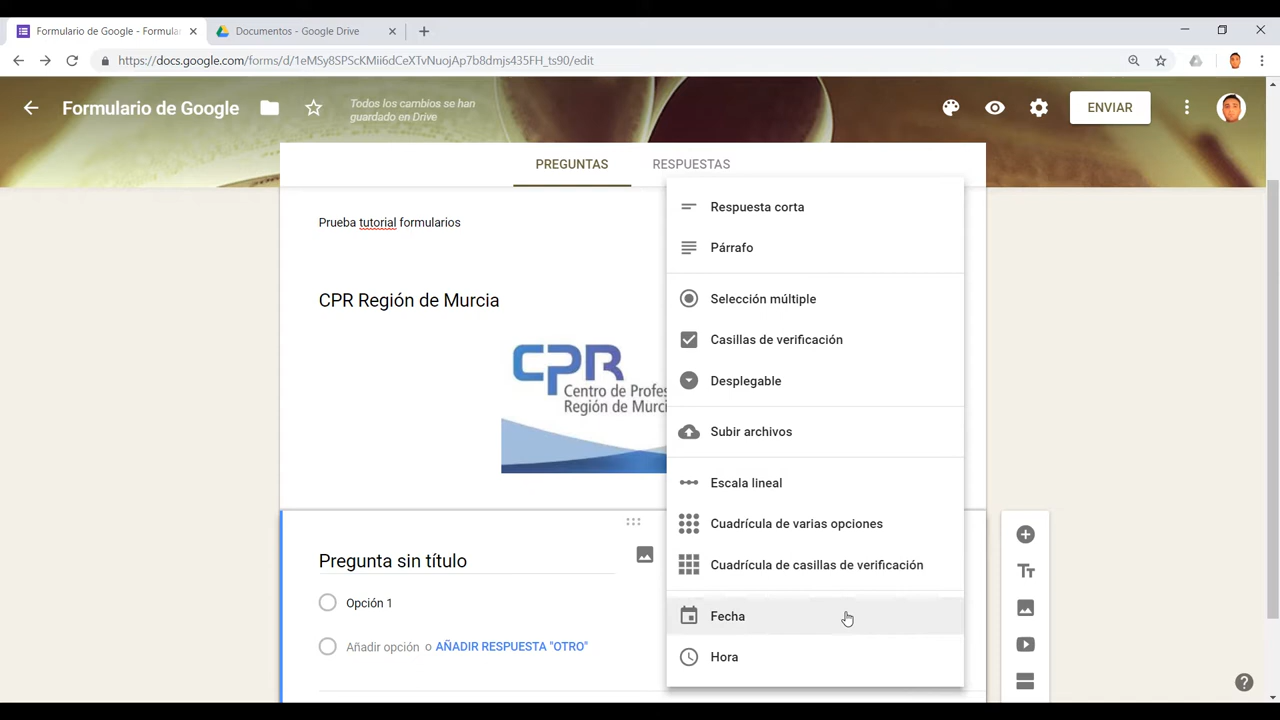 Formulario de Google - Formular
Documentos - Google Drive
https://docs.google.com/forms/d/1eMSy8SPScKMii6dCeXTvNuojAp7b8dmjs435FH_ts90/edit
Formulario de Google
Todos los cambios se han
guardado en Drive
ENVIAR
PREGUNTAS
RESPUESTAS
Prueba tutorial formularios
CPR Región de Murcia
CPR
Centro de Profes
Región de Murcia
Respuesta corta
Párrafo
Selección múltiple
Casillas de verificación
Desplegable
Subir archivos
Escala lineal
Cuadrícula de varias opciones
Cuadrícula de casillas de verificación
Fecha
Hora
Pregunta sin título
Opción 1
Añadir opción o AÑADIR RESPUESTA "OTRO"
Tт